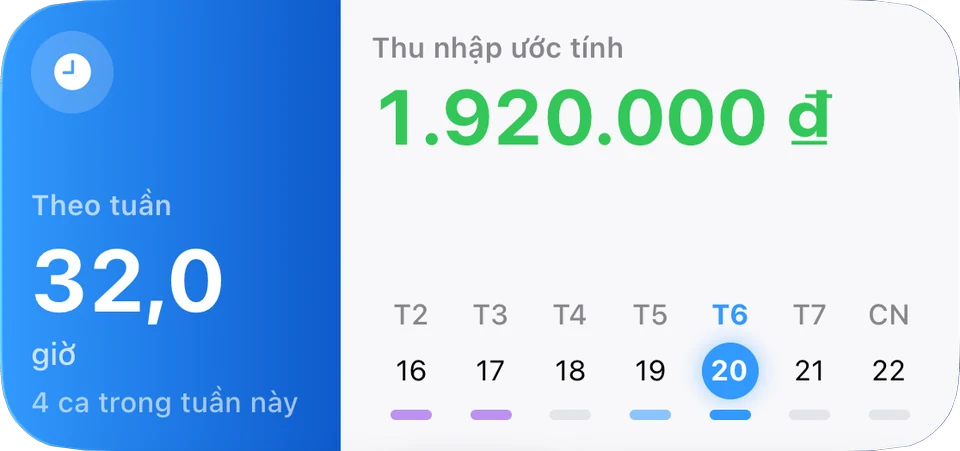 Theo tuần
32,0
giờ
4 ca trong tuần này
Thu nhập ước tính
1.920.000 ₫
T2 T3 T4 T5 T6 T7 CN
16 17 18 19 20 21 22